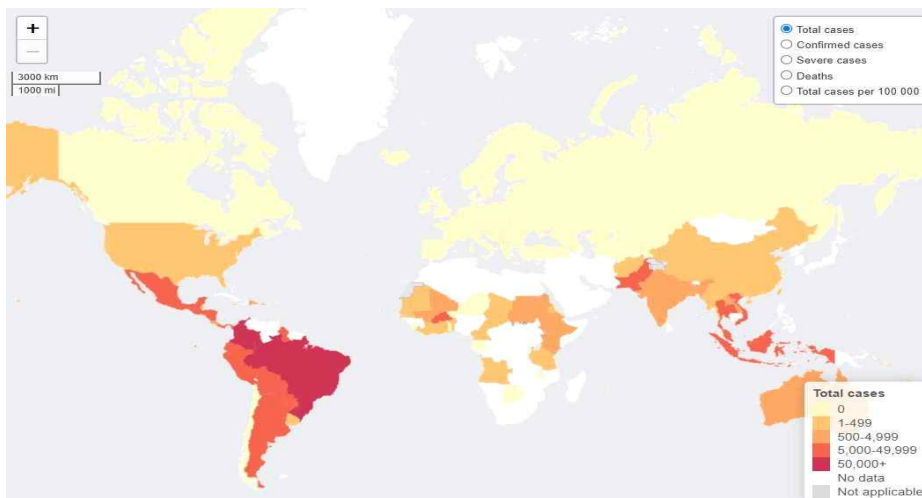 +
−
3000 km
1000 mi
Total cases
Confirmed cases
Severe cases
Deaths
Total cases per 100 000
Total cases
0
1-499
500-4,999
5,000-49,999
50,000+
No data
Not applicable